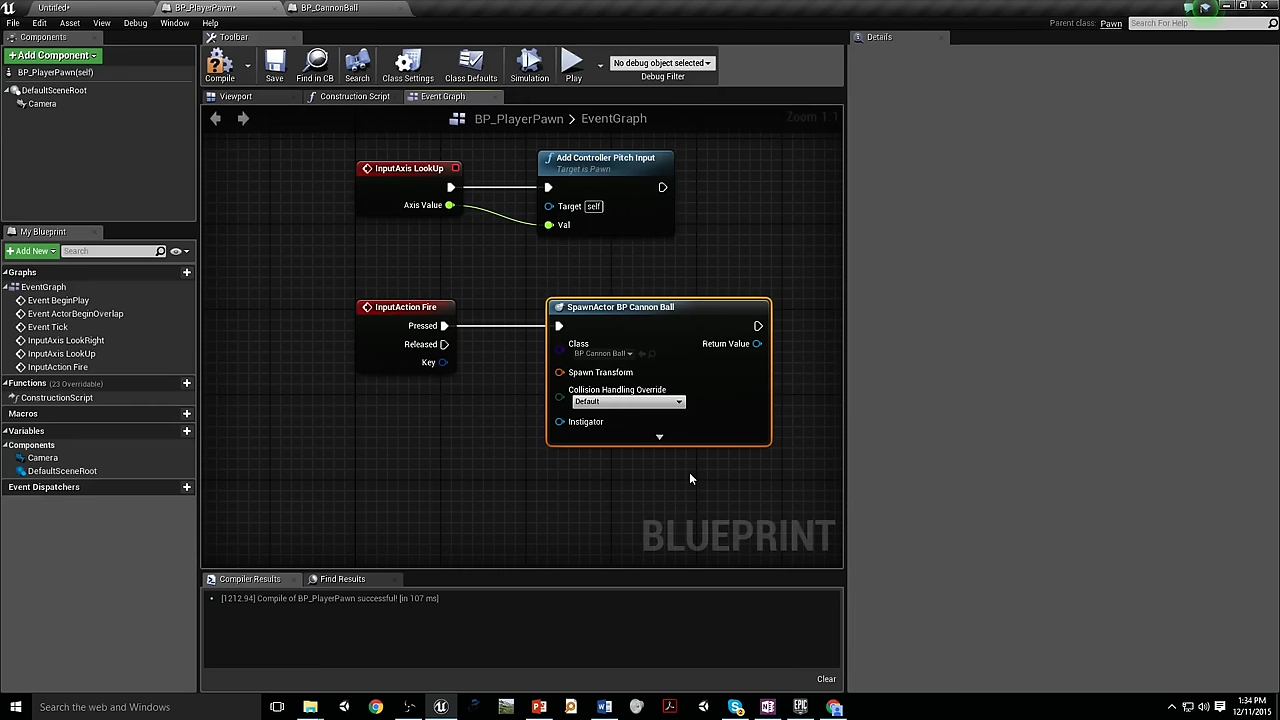 Untitled*
BP_PlayerPawn*
BP_CannonBall
File Edit Asset View Debug Window Help
Parent class: Pawn
Search For Help
Components
+Add Component
BP_PlayerPawn(self)
DefaultSceneRoot
Camera
Toolbar
Compile
Save
Find in CB
Search
Class Settings
Class Defaults
Simulation
Play
No debug object selected
Debug Filter
Details
Viewport
Construction Script
Event Graph
BP_PlayerPawn > EventGraph
Zoom 1:1
InputAxis LookUp
Axis Value
Add Controller Pitch Input
Target is Pawn
Target self
Val
InputAction Fire
Pressed
Released
Key
SpawnActor BP Cannon Ball
Class
BP Cannon Ball
Return Value
Spawn Transform
Collision Handling Override
Default
Instigator
BLUEPRINT
My Blueprint
+Add New
Search
Graphs
EventGraph
Event BeginPlay
Event ActorBeginOverlap
Event Tick
InputAxis LookRight
InputAxis LookUp
InputAction Fire
Functions (23 Overridable)
ConstructionScript
Macros
Variables
Components
Camera
DefaultSceneRoot
Event Dispatchers
Compiler Results
Find Results
[1212.94] Compile of BP_PlayerPawn successful! [in 107 ms]
Clear
Search the web and Windows
1:34 PM
12/11/2015